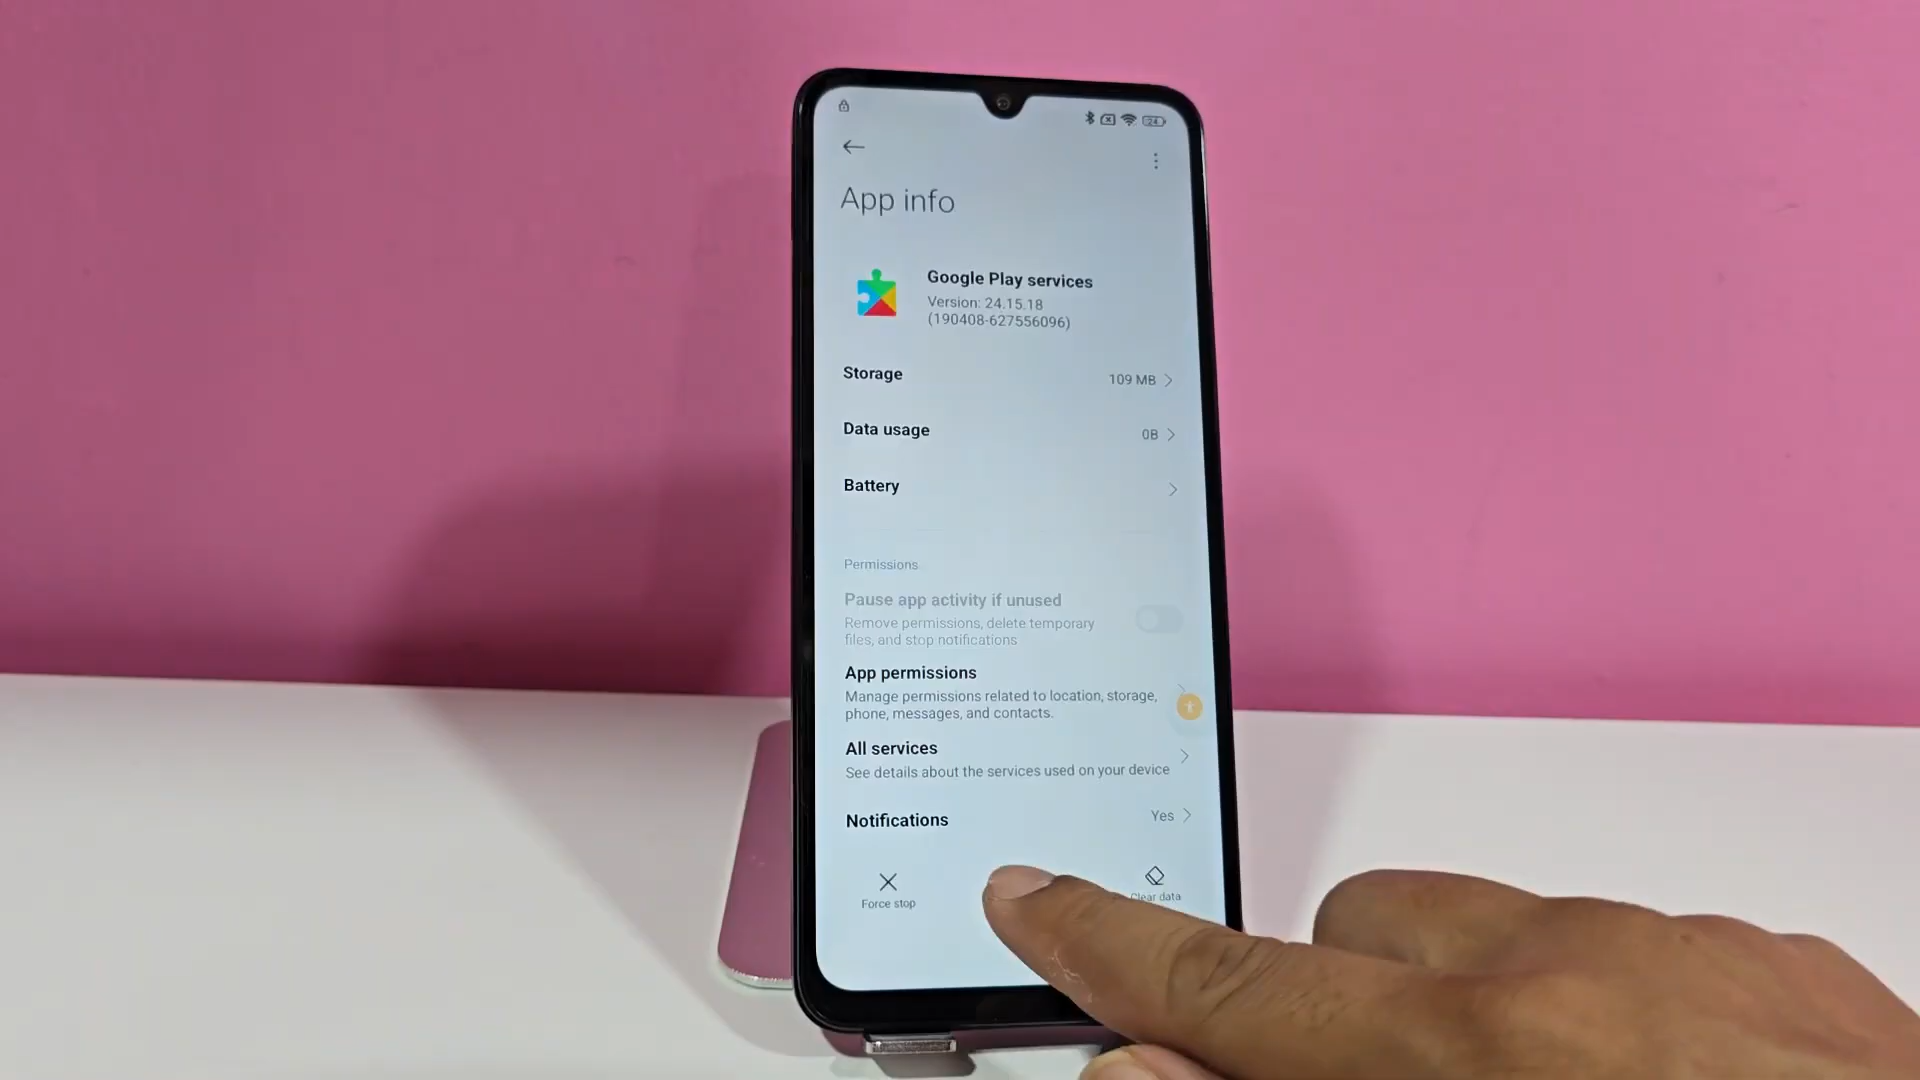 24
App info
Google Play services
Version: 24.15.18
(190408-627556096)
Storage
109 MB
Data usage
0B
Battery
Permissions
Pause app activity if unused
Remove permissions, delete temporary
files, and stop notifications
App permissions
Manage permissions related to location, storage,
phone, messages, and contacts.
All services
See details about the services used on your device
Notifications
Yes
Force stop
Clear data